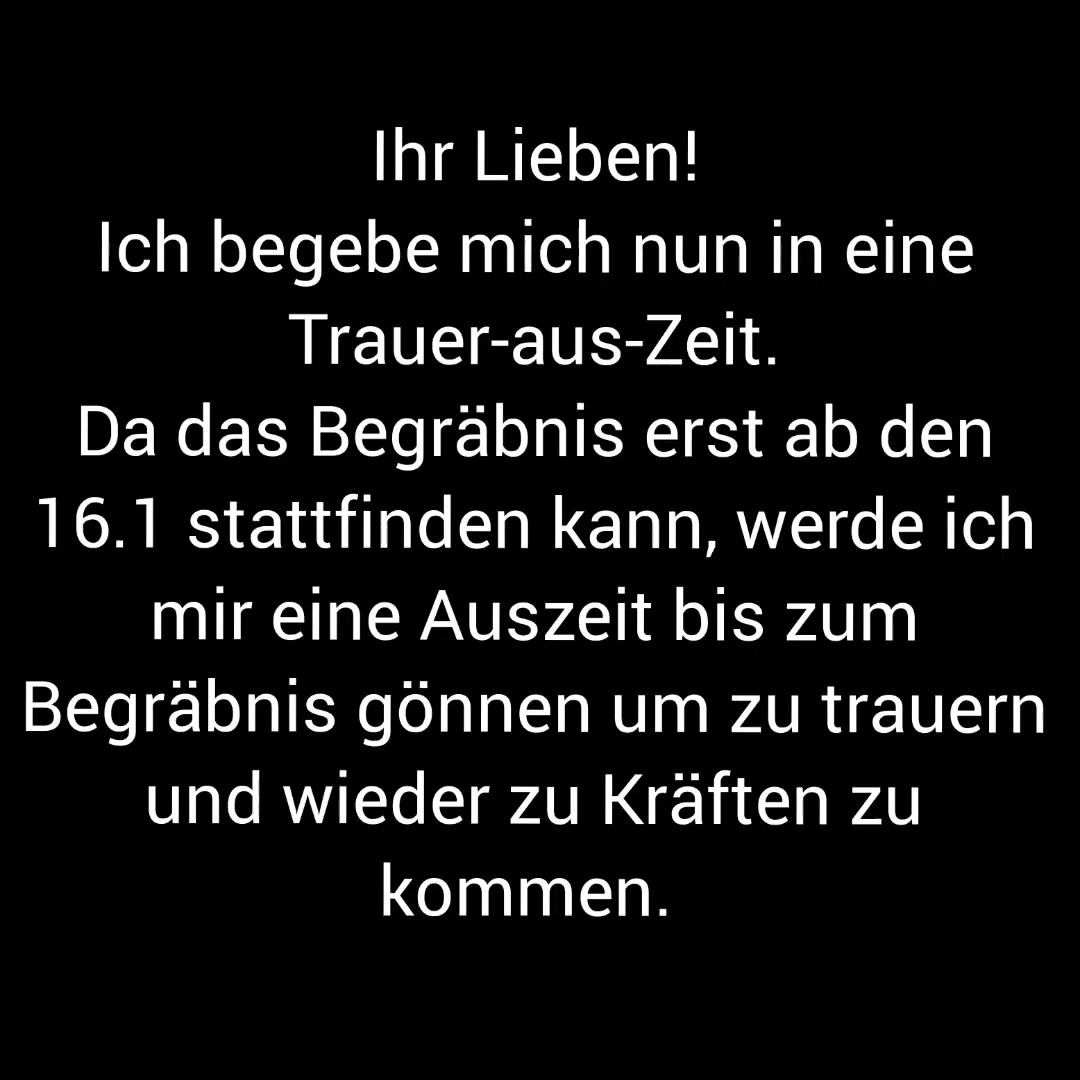 Ihr Lieben!
Ich begebe mich nun in eine
Trauer-aus-Zeit.
Da das Begräbnis erst ab den
16.1 stattfinden kann, werde ich
mir eine Auszeit bis zum
Begräbnis gönnen um zu trauern
und wieder zu Kräften zu
kommen.